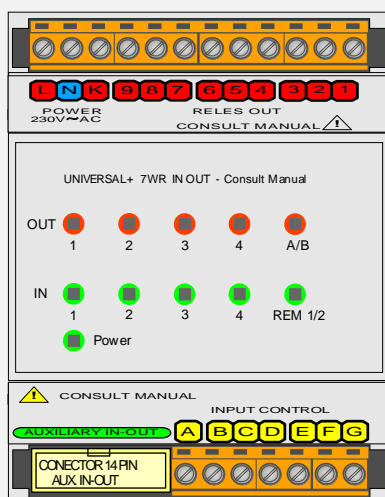 L N K 9 8 7 6 5 4 3 2 1
POWER RELES OUT
230V~AC
CONSULT MANUAL
UNIVERSAL+ 7WR IN OUT - Consult Manual
OUT
1 2 3 4 A/B
IN
1 2 3 4 REM 1/2
Power
CONSULT MANUAL
INPUT CONTROL
AUXILIARY IN-OUT A B C D E F G
CONECTOR 14 PIN
AUX. IN-OUT